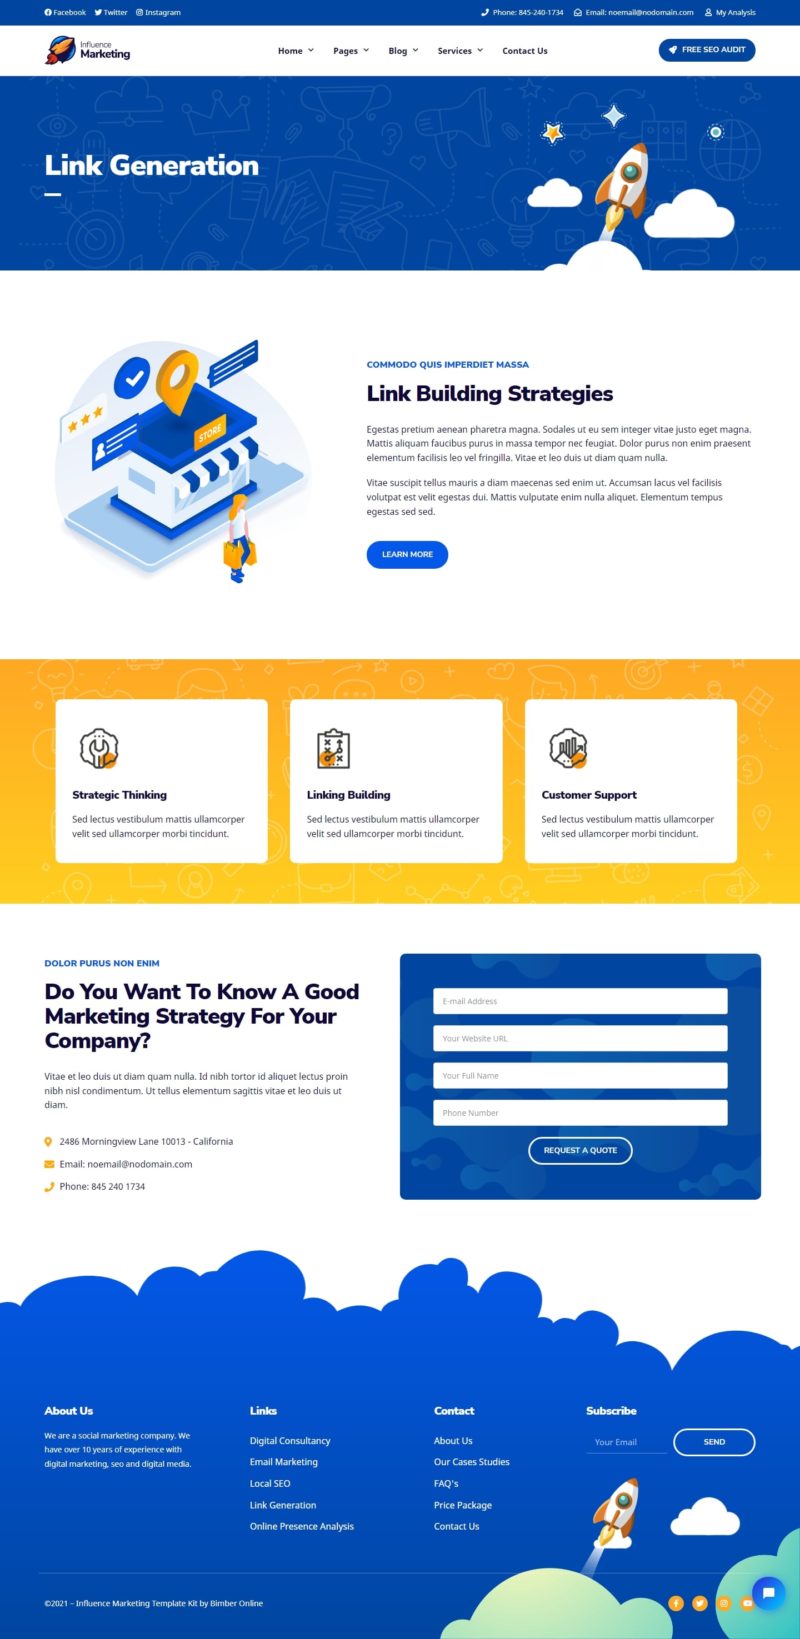 Facebook Twitter Instagram Phone: 845-240-1734 Email: noemail@nodomain.com My Analysis
Influence
Marketing
Home Pages Blog Services Contact Us FREE SEO AUDIT
Link Generation
COMMODO QUIS IMPERDIET MASSA
Link Building Strategies
Egestas pretium aenean pharetra magna. Sodales ut eu sem integer vitae justo eget magna.
Mattis aliquam faucibus purus in massa tempor nec feugiat. Dolor purus non enim praesent
elementum facilisis leo vel fringilla. Vitae et leo duis ut diam quam nulla.
Vitae suscipit tellus mauris a diam maecenas sed enim ut. Accumsan lacus vel facilisis
volutpat est velit egestas dui. Mattis vulputate enim nulla aliquet. Elementum tempus
egestas sed sed.
LEARN MORE
STORE
Strategic Thinking
Sed lectus vestibulum mattis ullamcorper
velit sed ullamcorper morbi tincidunt.
Linking Building
Sed lectus vestibulum mattis ullamcorper
velit sed ullamcorper morbi tincidunt.
Customer Support
Sed lectus vestibulum mattis ullamcorper
velit sed ullamcorper morbi tincidunt.
DOLOR PURUS NON ENIM
Do You Want To Know A Good
Marketing Strategy For Your
Company?
Vitae et leo duis ut diam quam nulla. Id nibh tortor id aliquet lectus proin
nibh nisl condimentum. Ut tellus elementum sagittis vitae et leo duis ut
diam.
2486 Morningview Lane 10013 - California
Email: noemail@nodomain.com
Phone: 845 240 1734
E-mail Address
Your Website URL
Your Full Name
Phone Number
REQUEST A QUOTE
About Us
We are a social marketing company. We
have over 10 years of experience with
digital marketing, seo and digital media.
Links
Digital Consultancy
Email Marketing
Local SEO
Link Generation
Online Presence Analysis
Contact
About Us
Our Cases Studies
FAQ's
Price Package
Contact Us
Subscribe
Your Email
SEND
©2021 – Influence Marketing Template Kit by Bimber Online